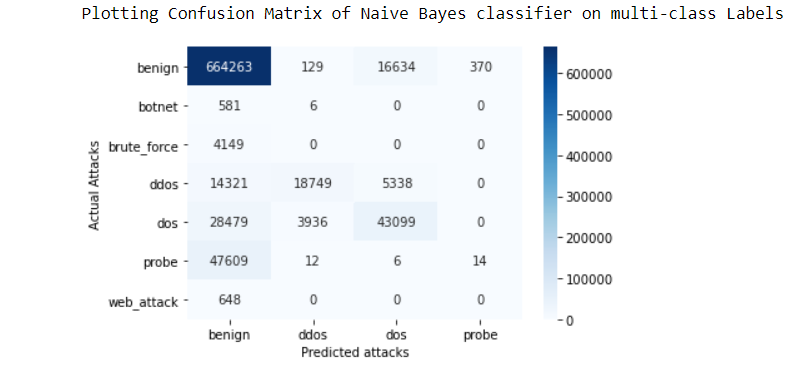 Plotting Confusion Matrix of Naive Bayes classifier on multi-class Labels
benign 664263 129 16634 370
botnet 581 6 0 0
brute_force 4149 0 0 0
ddos 14321 18749 5338 0
dos 28479 3936 43099 0
probe 47609 12 6 14
web_attack 648 0 0 0
benign ddos dos probe
Predicted attacks
Actual Attacks
600000
500000
400000
300000
200000
100000
0